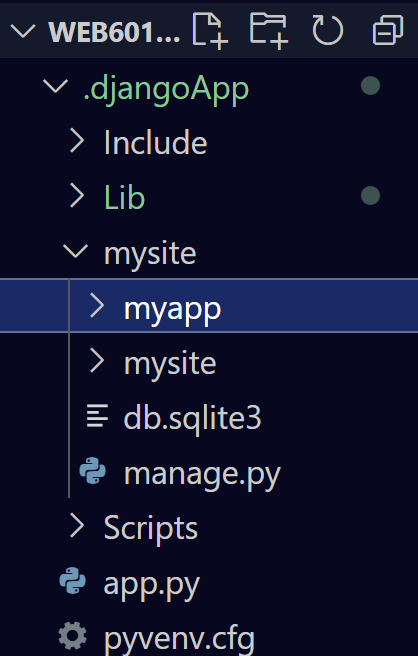 WEB601...
.djangoApp
Include
Lib
mysite
myapp
mysite
db.sqlite3
manage.py
Scripts
app.py
pyvenv.cfg